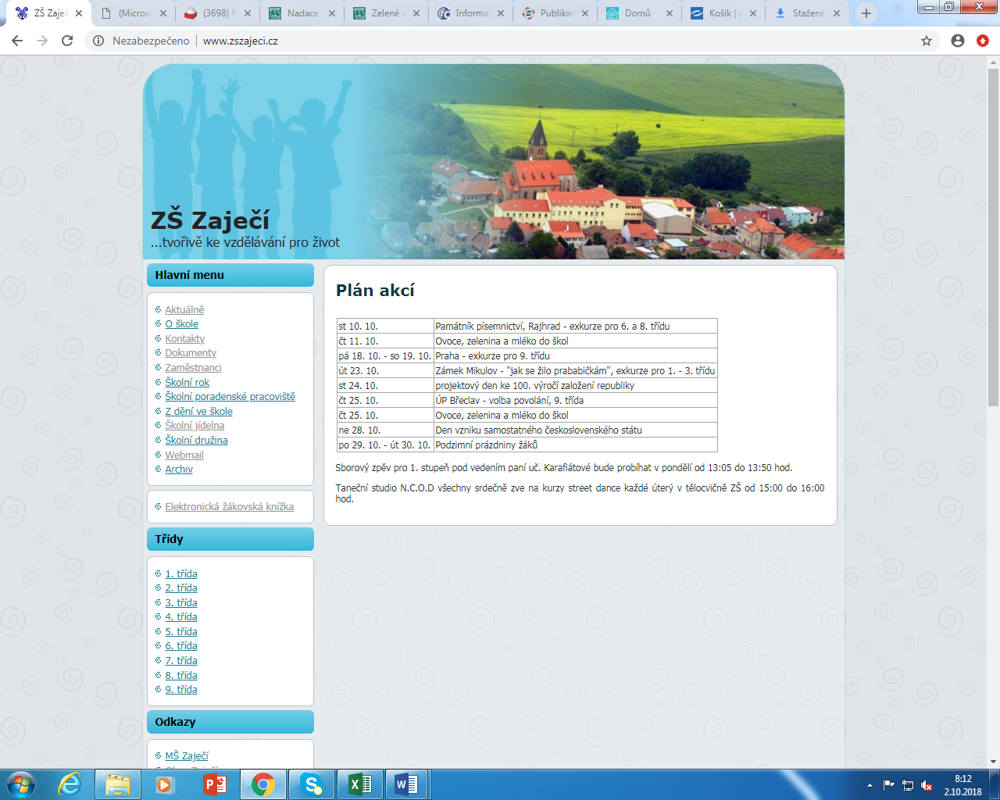 ZŠ Zaječ
(Microso
(3698) R
Nadace
Zelené
Informa
Publikac
Domů
Košík | s
Stažené
Nezabezpečeno | www.zszajeci.cz
ZŠ Zaječí
...tvořivě ke vzdělávání pro život
Hlavní menu
Aktuálně
O škole
Kontakty
Dokumenty
Zaměstnanci
Školní rok
Školní poradenské pracoviště
Z dění ve škole
Školní jídelna
Školní družina
Webmail
Archiv
Elektronická žákovská knížka
Třídy
1. třída
2. třída
3. třída
4. třída
5. třída
6. třída
7. třída
8. třída
9. třída
Odkazy
MŠ Zaječí
Plán akcí
st 10. 10. Památník písemnictví, Rajhrad - exkurze pro 6. a 8. třídu
čt 11. 10. Ovoce, zelenina a mléko do škol
pá 18. 10. - so 19. 10. Praha - exkurze pro 9. třídu
út 23. 10. Zámek Mikulov - "jak se žilo prababičkám", exkurze pro 1. - 3. třídu
st 24. 10. projektový den ke 100. výročí založení republiky
čt 25. 10. ÚP Břeclav - volba povolání, 9. třída
čt 25. 10. Ovoce, zelenina a mléko do škol
ne 28. 10. Den vzniku samostatného československého státu
po 29. 10. - út 30. 10. Podzimní prázdniny žáků
Sborový zpěv pro 1. stupeň pod vedením paní uč. Karafiátové bude probíhat v pondělí od 13:05 do 13:50 hod.
Taneční studio N.C.O.D všechny srdečně zve na kurzy street dance každé úterý v tělocvičně ZŠ od 15:00 do 16:00
hod.
8:12
2.10.2018